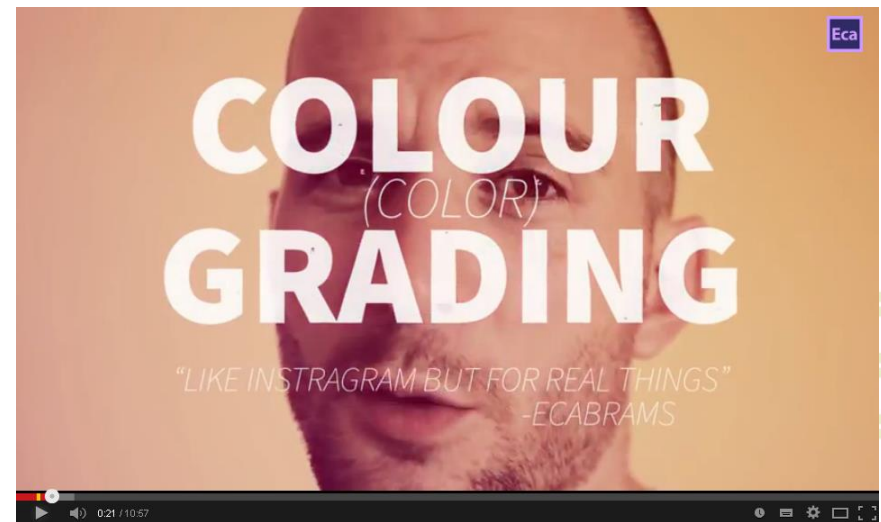 Eca
COLOUR
(COLOR)
GRADING
“LIKE INSTRAGRAM BUT FOR REAL THINGS”
-ECABRAMS
0:21 / 10:57